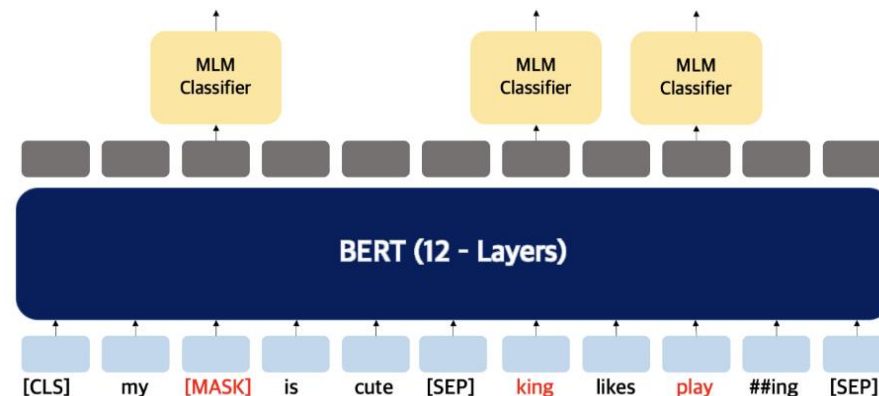 MLM MLM MLM
Classifier Classifier Classifier
BERT (12 - Layers)
[CLS] my [MASK] is cute [SEP] king likes play ##ing [SEP]